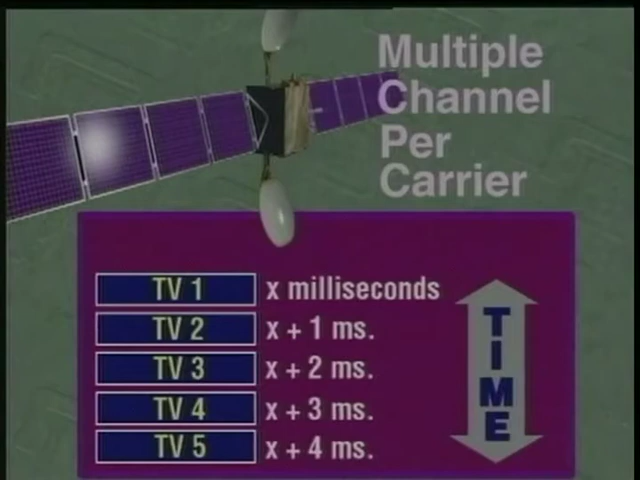 Multiple
Channel
Per
Carrier
TV 1 x milliseconds
TV 2 x + 1 ms.
TV 3 x + 2 ms.
TV 4 x + 3 ms.
TV 5 x + 4 ms.
TIME